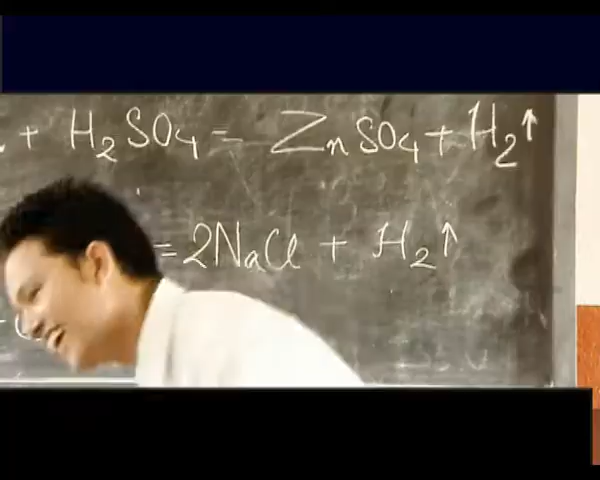 + H₂SO₄ = ZnSO₄ + H₂↑
= 2NaCl + H₂↑